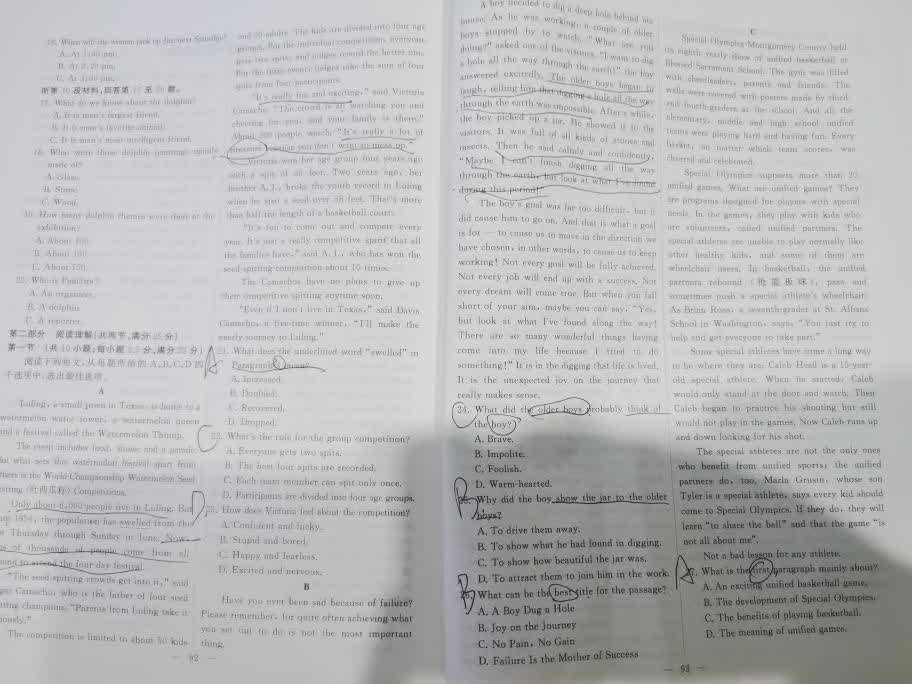 18. When will the woman pick up
A. At 1:40 pm.
B. At 2:20 pm.
C. At 3:00 pm.
听第10段材料,回答第17至20题。
17. What do we know about the dolphin?
A. It is man's largest friend.
B. It is man's favorite animal.
C. It is man's most intelligent friend.
18. What were those dolphin paintings usually
made of?
A. Glass.
B. Stone.
C. Wood.
19. How many dolphin themes were there at the
exhibition?
A. About 100.
B. About
C. About 150.
20. Who is
A. An organizer.
B. A dolphin
C. A reporter.
第二部分 阅读理解(共两节,满分 分)
第一节 (共10小题;每小题 分,满分 分)
阅读下列短文,从每题所给的A、B、C、D四
个选项中,选出最佳选项。
A
Luling, a small town in Texas, is home to a
watermelon water tower, a watermelon queen
and a festival called the Watermelon Thump.
The event includes food, music and a parade.
But what sets the watermelon festival apart from
others is the World Championship Watermelon Seed
Spitting (吐西瓜籽) Competitions.
Only about 5,000 people live in Luling. But
1954, the population has swelled from
Thursday through Sunday in June. Now
of thousands of people come from all
around to attend the four-day festival.
"The seed spitting crowds get into it," said
Camacho, who is the father of four seed
spitting champions. "Parents from Luling take it
seriously."
The competition is limited to about 30 kids
— 92 —
and 30 adults. The kids are divided into four age
groups. For the individual competitions, everyone
gets two spits, and judges record the better one.
For the team event, judges take the sum of four
spits from four participants.
"It's really fun and exciting," said Victoria
Camacho. "The crowd is all watching you and
cheering for you, and your family is there."
About 300 people watch. "It's really a lot of
pressure because you don't want to mess up."
Victoria won her age group four years ago
with a spit of 30 feet. Two years ago, her
brother A.J., broke the youth record in Luling
when he spit a seed over 48 feet. That's more
than half the length of a basketball court.
"It's fun to come out and compete every
year. It's just a really competitive spirit that all
the families have," said A.J., who has won the
seed-spitting competition about 10 times.
The Camachos have no plans to give up
their competitive spitting anytime soon.
"Even if I don't live in Texas," said David
Camacho, a five-time winner, "I'll make the
yearly journey to Luling."
21. What does the underlined word "swelled" in
Paragraph 3 mean?
A. Increased.
B. Doubled.
C. Recovered.
D. Dropped.
22. What's the rule for the group competition?
A. Everyone gets two spits.
B. The best four spits are recorded.
C. Each team member can spit only once.
D. Participants are divided into four age groups.
23. How does Victoria feel about the competition?
A. Confident and lucky.
B. Stupid and bored.
C. Happy and fearless.
D. Excited and nervous.
B
Have you ever been sad because of failure?
Please remember, for quite often achieving what
you set out to do is not the most important
thing.
A boy decided to dig a deep hole behind his
house. As he was working, a couple of older
boys stopped by to watch. "What are you
doing?" asked one of the visitors. "I want to dig
a hole all the way through the earth!" the boy
answered excitedly. The older boys began to
laugh, telling him that digging a hole all the way
through the earth was impossible. After a while,
the boy picked up a jar. He showed it to the
visitors. It was full of all kinds of stones and
insects. Then he said calmly and confidently,
"Maybe I can't finish digging all the way
through the earth, but look at what I've found
during this period!"
The boy's goal was far too difficult, but it
did cause him to go on. And that is what a goal
is for — to cause us to move in the direction we
have chosen, in other words, to cause us to keep
working! Not every goal will be fully achieved.
Not every job will end up with a success. Not
every dream will come true. But when you fall
short of your aim, maybe you can say, "Yes,
but look at what I've found along the way!
There are so many wonderful things having
come into my life because I tried to do
something!" It is in the digging that life is lived.
It is the unexpected joy on the journey that
really makes sense.
24. What did the older boys probably think of
the boy?
A. Brave.
B. Impolite.
C. Foolish.
D. Warm-hearted.
25. Why did the boy show the jar to the older
boys?
A. To drive them away.
B. To show what he had found in digging.
C. To show how beautiful the jar was.
D. To attract them to join him in the work.
26. What can be the best title for the passage?
A. A Boy Dug a Hole
B. Joy on the Journey
C. No Pain, No Gain
D. Failure Is the Mother of Success
C
Special Olympics Montgomery County held
its eighth yearly show of unified basketball at
Blessed Sacrament School. The gym was filled
with cheerleaders, parents and friends. The
walls were covered with posters made by third-
and fourth-graders at the school. And all the
elementary, middle and high school unified
teams were playing hard and having fun. Every
basket, no matter which team scores, was
cheered and celebrated.
Special Olympics supports more than 20
unified games. What are unified games? They
are programs designed for players with special
needs. In the games, they play with kids who
are volunteers, called unified partners. The
special athletes are unable to play normally like
other healthy kids, and some of them are
wheelchair users. In basketball, the unified
partners rebound (抢篮板球), pass and
sometimes push a special athlete's wheelchair.
As Brian Ross, a seventh-grader at St. Albans
School in Washington, says, "You just try to
help and get everyone to take part."
Some special athletes have come a long way
to be where they are. Caleb Heed is a 15-year-
old special athlete. When he started, Caleb
would only stand at the door and watch. Then
Caleb began to practice his shouting but still
would not play in the games. Now Caleb runs up
and down looking for his shot.
The special athletes are not the only ones
who benefit from unified sports; the unified
partners do, too. Marla Grusin, whose son
Tyler is a special athlete, says every kid should
come to Special Olympics. If they do, they will
learn "to share the ball" and that the game "is
not all about me".
Not a bad lesson for any athlete.
27. What is the first paragraph mainly about?
A. An exciting unified basketball game.
B. The development of Special Olympics.
C. The benefits of playing basketball.
D. The meaning of unified games.
— 93 —